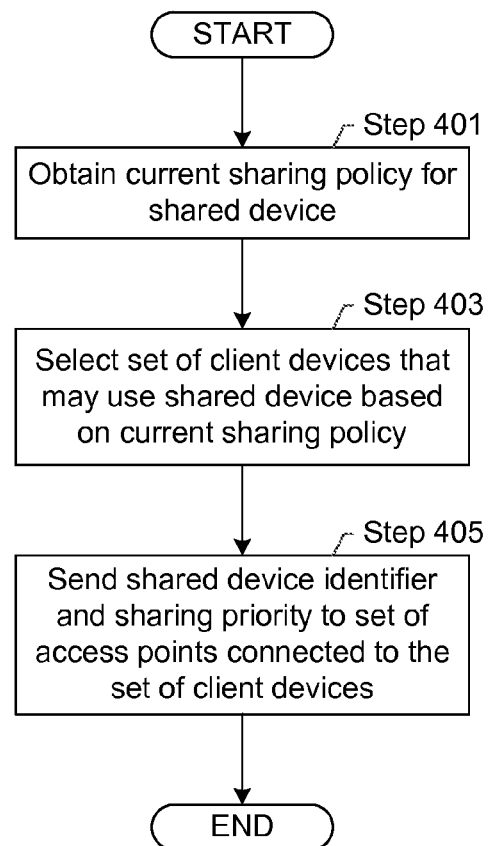 START
Step 401
Obtain current sharing policy for
shared device
Step 403
Select set of client devices that
may use shared device based
on current sharing policy
Step 405
Send shared device identifier
and sharing priority to set of
access points connected to the
set of client devices
END